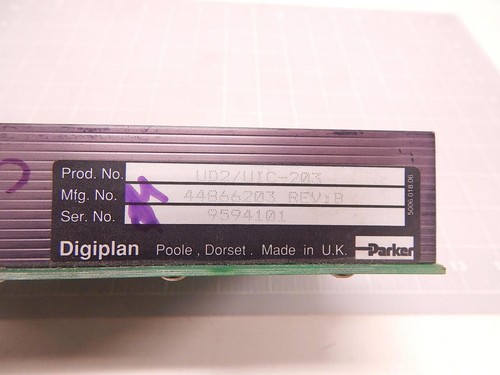 Prod. No. UD2/UIC-203
Mfg. No. 44866203 REV:R
Ser. No. 9594101
Digiplan Poole, Dorset. Made in U.K. Parker
5006 018.06